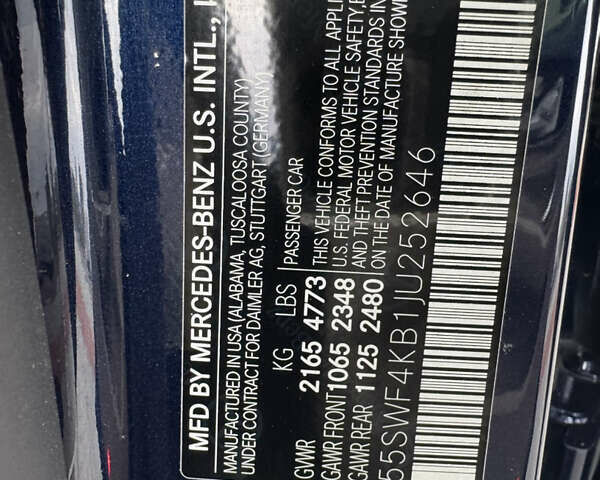 MFD BY MERCEDES-BENZ U.S. INTL.,
MANUFACTURED IN USA (ALABAMA, TUSCALOOSA COUNTY)
UNDER CONTRACT FOR DAIMLER AG, STUTTGART (GERMANY)
KG LBS PASSENGER CAR
GVWR 2165 4773 THIS VEHICLE CONFORMS TO ALL
GAWR FRONT 1065 2348 U.S. FEDERAL MOTOR VEHICLE SAFETY
GAWR REAR 1125 2480 AND THEFT PREVENTION STANDARDS IN
ON THE DATE OF MANUFACTURE SHOW
55SWF4KB1JU252646